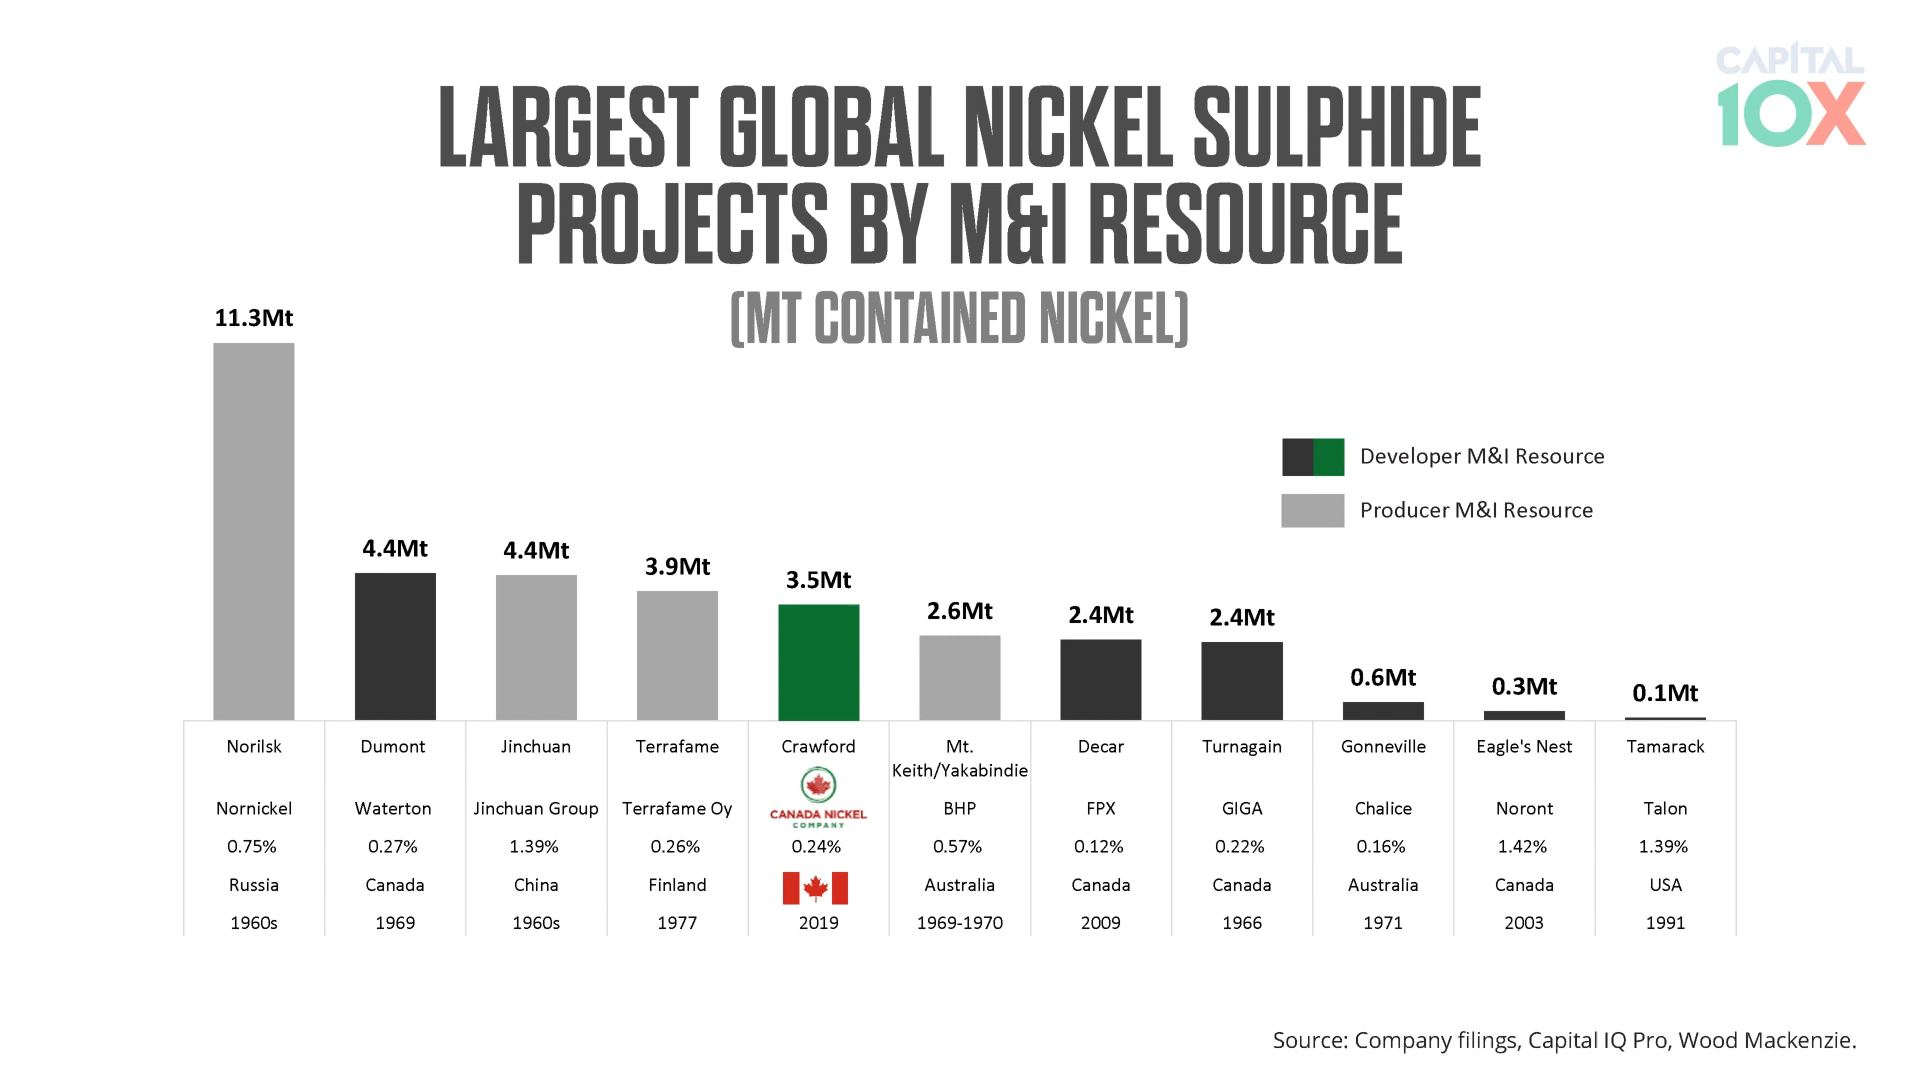 CAPITAL
10X
LARGEST GLOBAL NICKEL SULPHIDE
PROJECTS BY M&I RESOURCE
(MT CONTAINED NICKEL)
11.3Mt
4.4Mt
4.4Mt
3.9Mt
3.5Mt
2.6Mt
2.4Mt
2.4Mt
0.6Mt
0.3Mt
0.1Mt
Developer M&I Resource
Producer M&I Resource
Norilsk
Dumont
Jinchuan
Terrafame
Crawford
Mt.
Keith/Yakabindie
Decar
Turnagain
Gonneville
Eagle's Nest
Tamarack
Nornickel
Waterton
Jinchuan Group
Terrafame Oy
CANADA NICKEL
COMPANY
BHP
FPX
GIGA
Chalice
Noront
Talon
0.75%
0.27%
1.39%
0.26%
0.24%
0.57%
0.12%
0.22%
0.16%
1.42%
1.39%
Russia
Canada
China
Finland
Australia
Canada
Canada
Australia
Canada
USA
1960s
1969
1960s
1977
2019
1969-1970
2009
1966
1971
2003
1991
Source: Company filings, Capital IQ Pro, Wood Mackenzie.